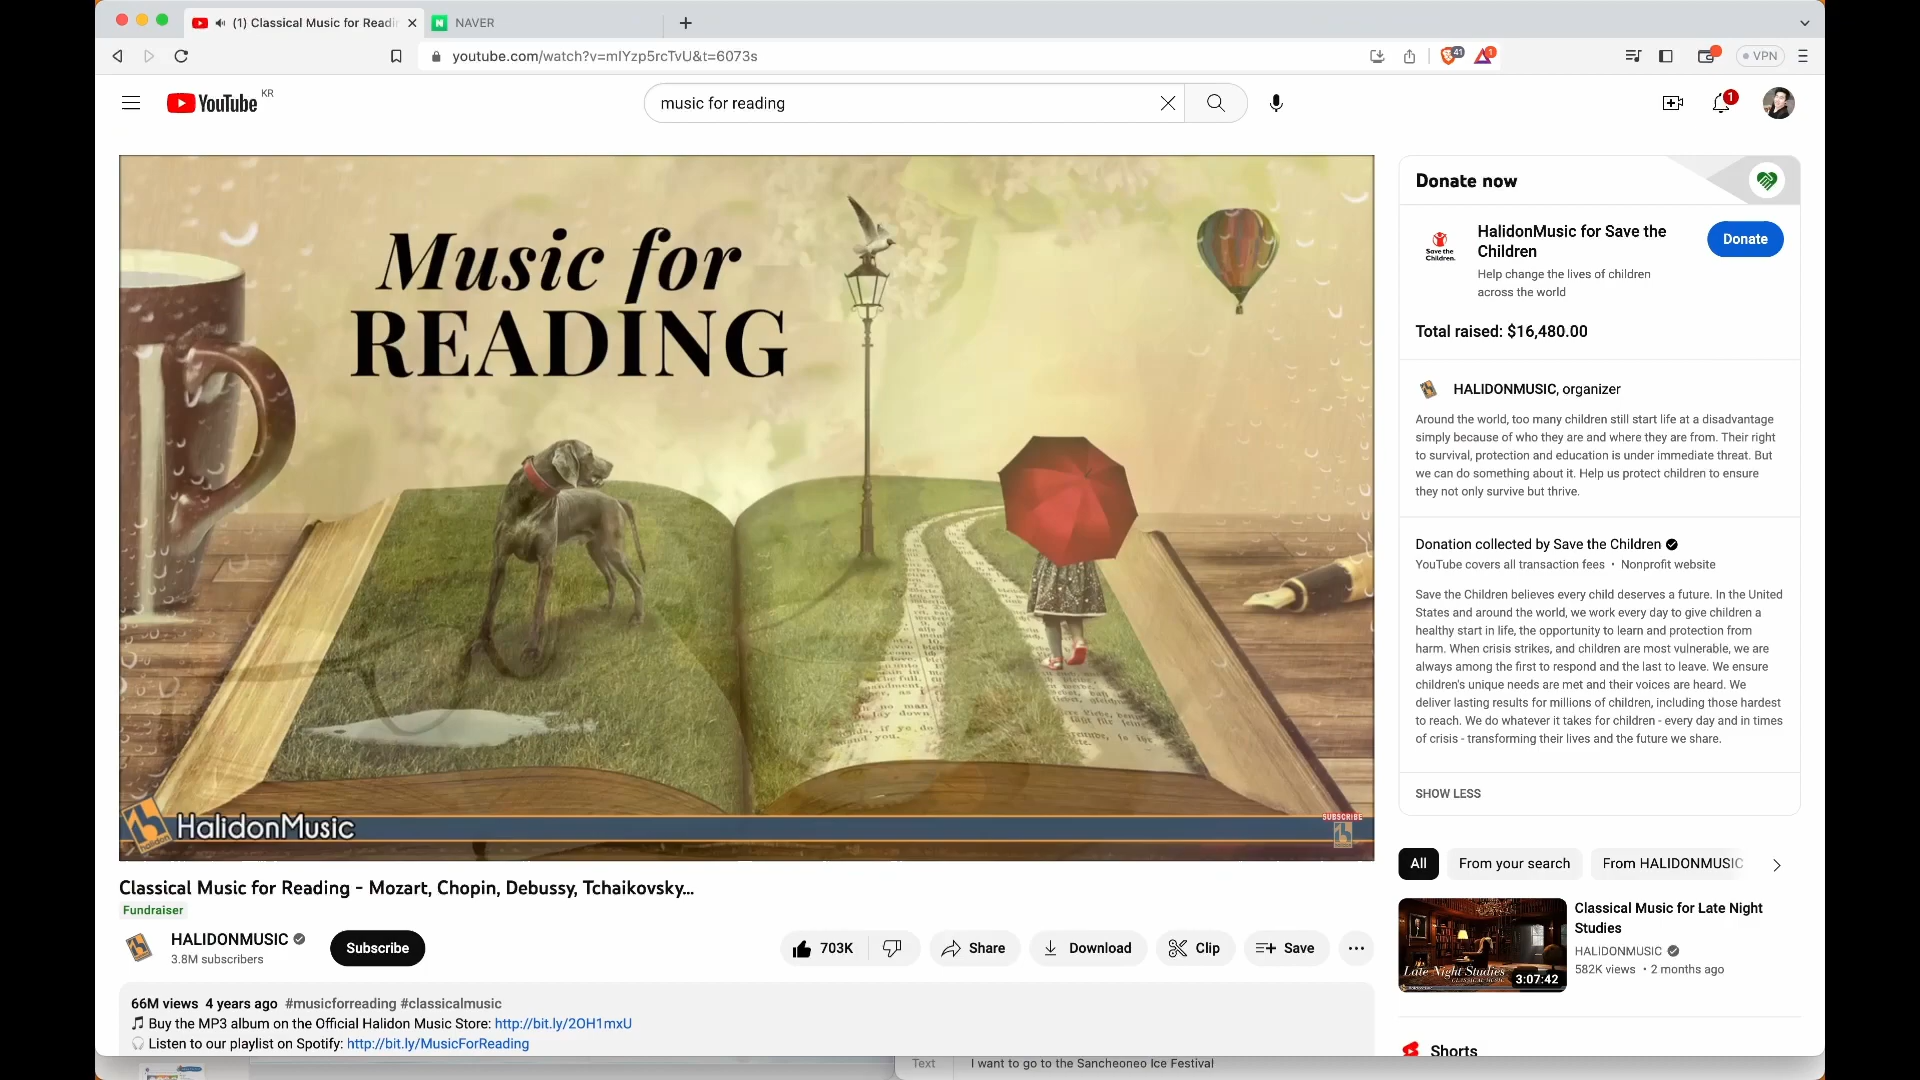 (1) Classical Music for Readin
NAVER
youtube.com/watch?v=mIYzp5rcTvU&t=6073s
41
1
VPN
YouTube KR
music for reading
1
Music for
READING
HalidonMusic
SUBSCRIBE
Donate now
Save the
Children.
HalidonMusic for Save the
Children
Help change the lives of children
across the world
Donate
Total raised: $16,480.00
HALIDONMUSIC, organizer
Around the world, too many children still start life at a disadvantage
simply because of who they are and where they are from. Their right
to survival, protection and education is under immediate threat. But
we can do something about it. Help us protect children to ensure
they not only survive but thrive.
Donation collected by Save the Children
YouTube covers all transaction fees • Nonprofit website
Save the Children believes every child deserves a future. In the United
States and around the world, we work every day to give children a
healthy start in life, the opportunity to learn and protection from
harm. When crisis strikes, and children are most vulnerable, we are
always among the first to respond and the last to leave. We ensure
children's unique needs are met and their voices are heard. We
deliver lasting results for millions of children, including those hardest
to reach. We do whatever it takes for children - every day and in times
of crisis - transforming their lives and the future we share.
SHOW LESS
Classical Music for Reading - Mozart, Chopin, Debussy, Tchaikovsky...
Fundraiser
HALIDONMUSIC
3.8M subscribers
Subscribe
703K
Share
Download
Clip
Save
66M views 4 years ago #musicforreading #classicalmusic
Buy the MP3 album on the Official Halidon Music Store: http://bit.ly/2OH1mxU
Listen to our playlist on Spotify: http://bit.ly/MusicForReading
All
From your search
From HALIDONMUSIC
Late Night Studies
CLASSICAL MUSIC
3:07:42
Classical Music for Late Night
Studies
HALIDONMUSIC
582K views • 2 months ago
Shorts
Text
I want to go to the Sancheoneo Ice Festival